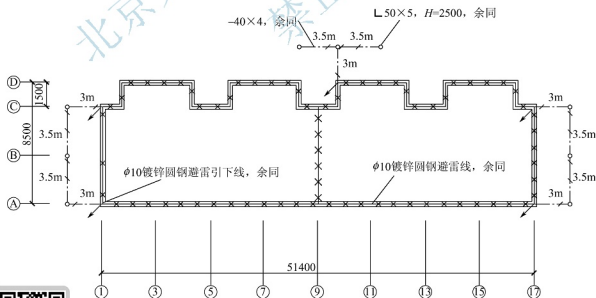 北京
禁
-40×4，余同
∟50×5，H=2500，余同
3.5m
3.5m
3m
D
1500
C
3m
3m
8500
3.5m
3.5m
B
3.5m
3.5m
φ10镀锌圆钢避雷引下线，余同
φ10镀锌圆钢避雷线，余同
3m
3m
A
51400
1
3
5
7
9
11
13
15
17